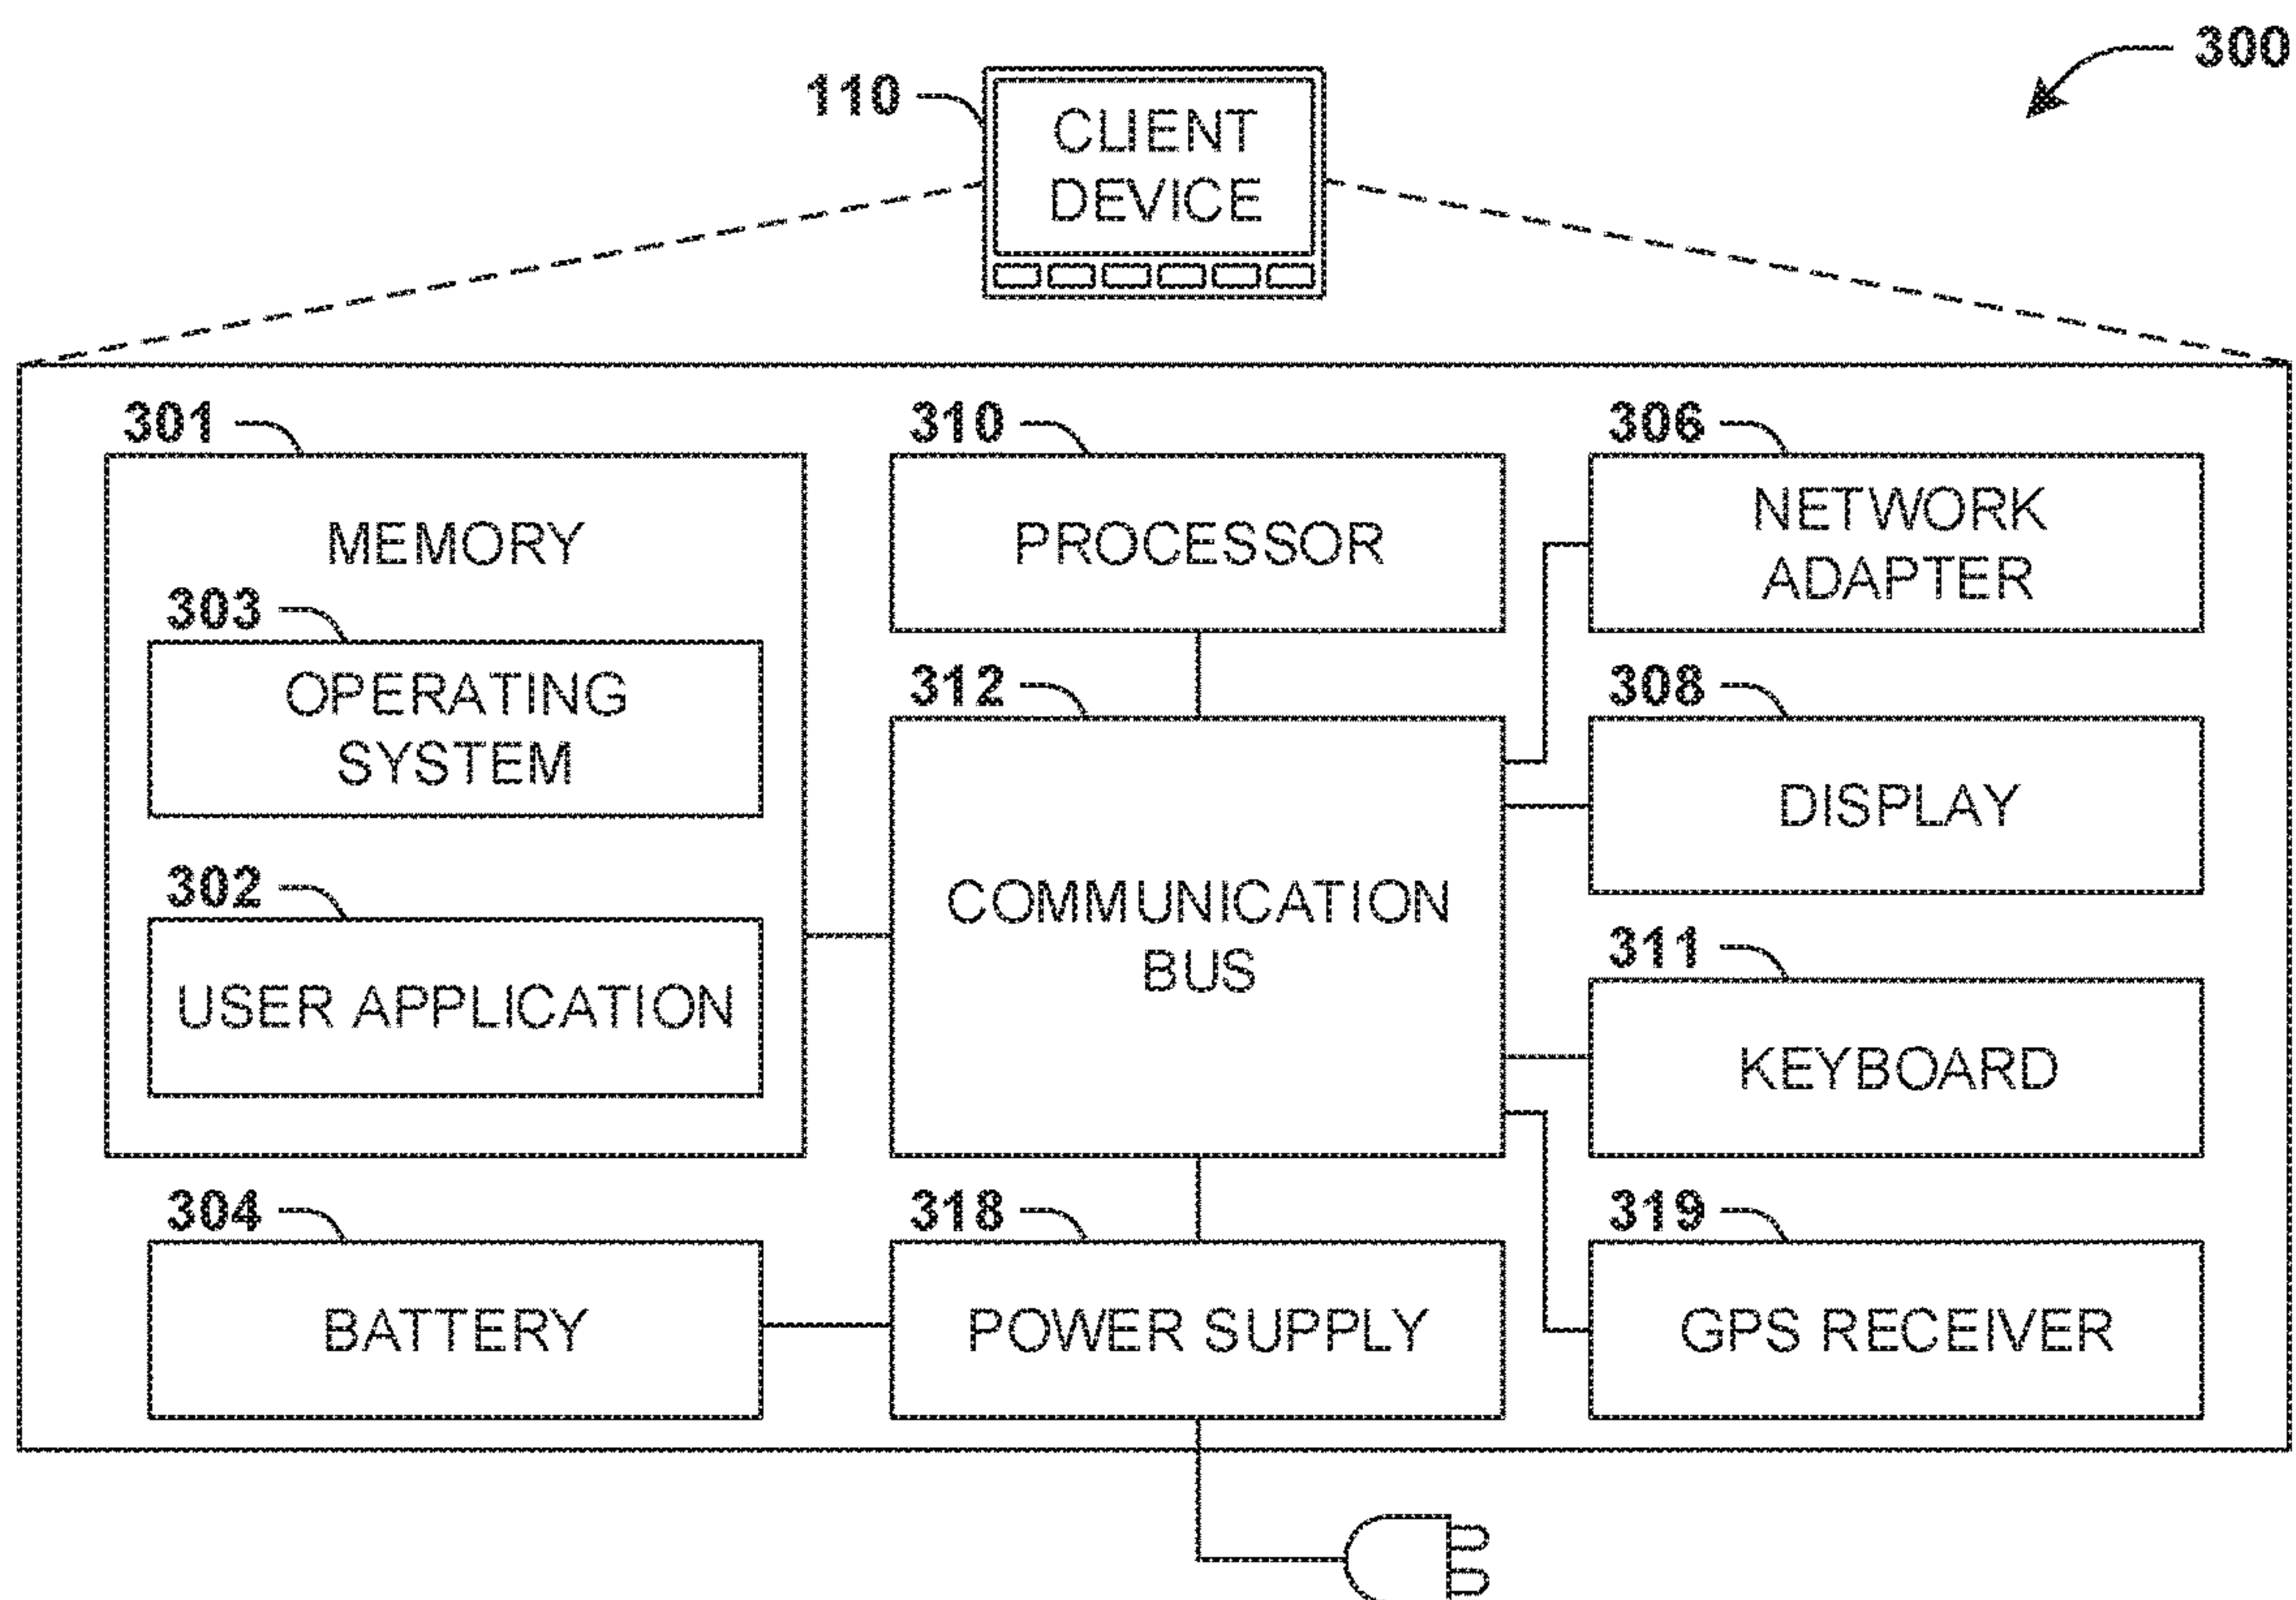 300
110
CLIENT
DEVICE
301
MEMORY
303
OPERATING
SYSTEM
302
USER APPLICATION
310
PROCESSOR
312
COMMUNICATION
BUS
306
NETWORK
ADAPTER
308
DISPLAY
311
KEYBOARD
304
BATTERY
318
POWER SUPPLY
319
GPS RECEIVER